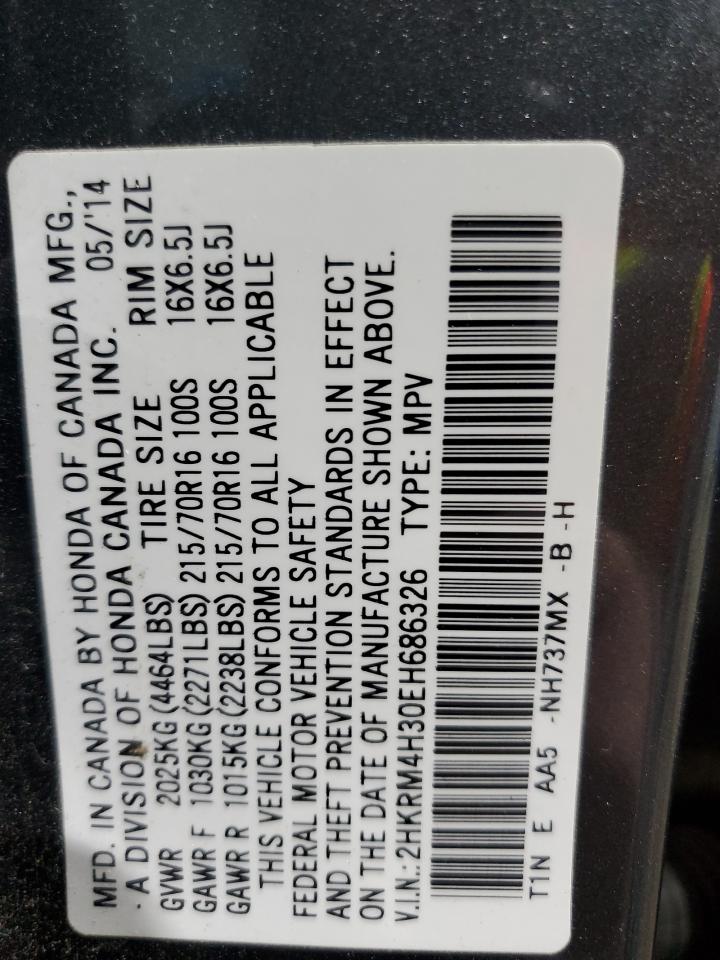 MFD. IN CANADA BY HONDA OF CANADA MFG.,
A DIVISION OF HONDA CANADA INC. 05/'14
GVWR 2025KG (4464LBS) TIRE SIZE RIM SIZE
GAWR F 1030KG (2271LBS) 215/70R16 100S 16X6.5J
GAWR R 1015KG (2238LBS) 215/70R16 100S 16X6.5J
THIS VEHICLE CONFORMS TO ALL APPLICABLE
FEDERAL MOTOR VEHICLE SAFETY
AND THEFT PREVENTION STANDARDS IN EFFECT
ON THE DATE OF MANUFACTURE SHOWN ABOVE.
V.I.N.:2HKRM4H30EH686326 TYPE: MPV
T1N E AA5 -NH737MX -B -H